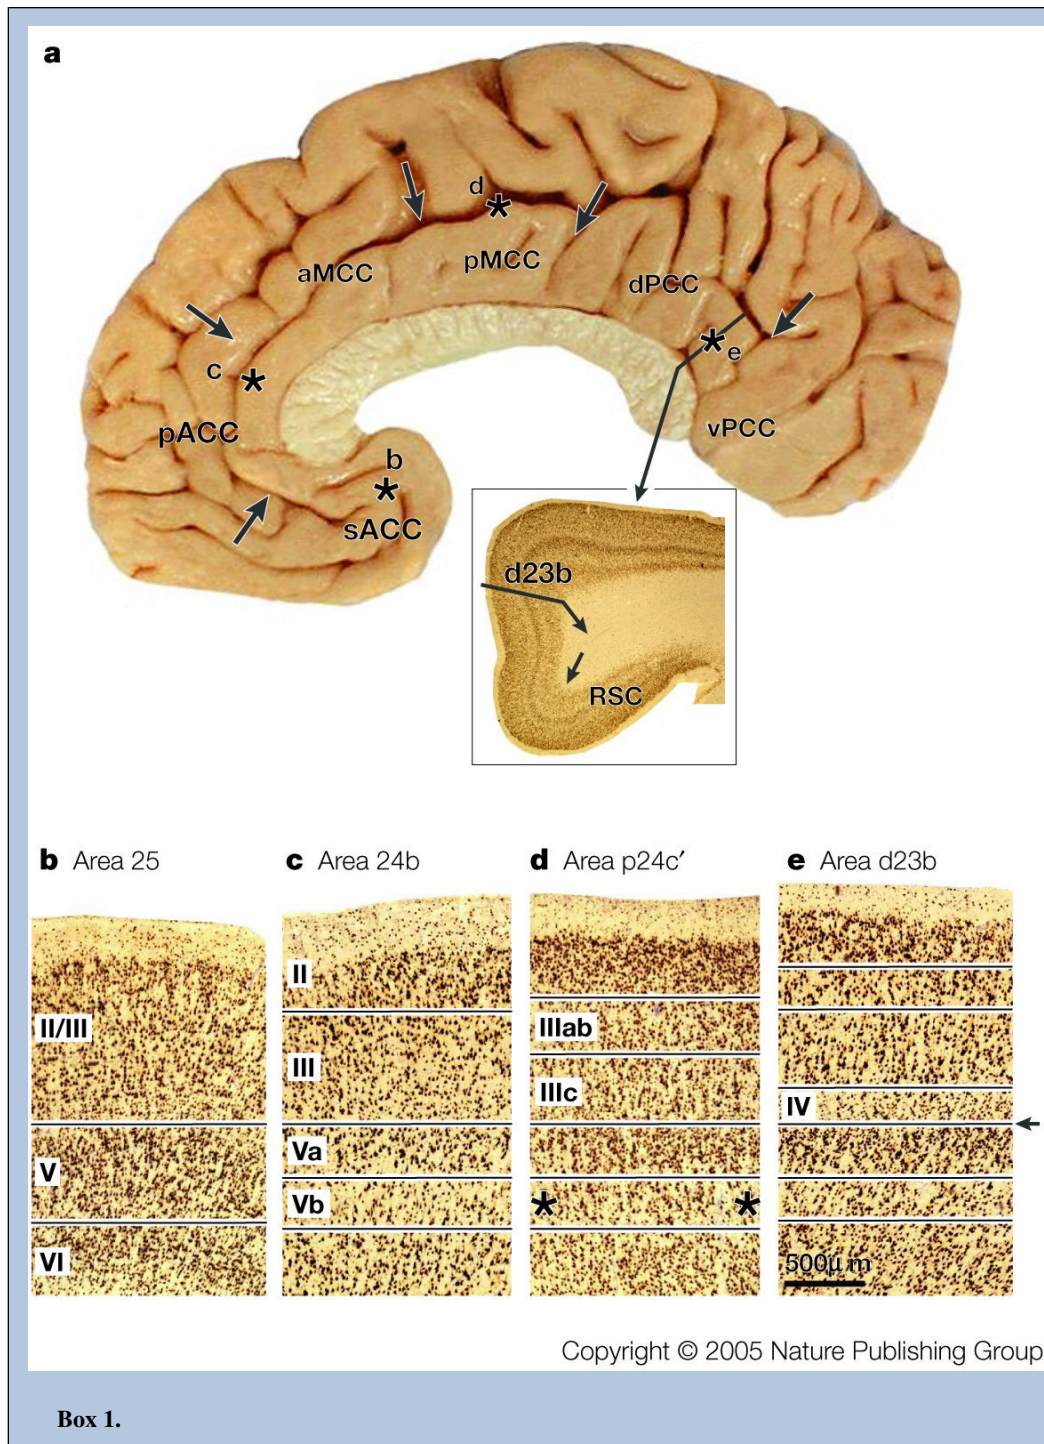 a
d
aMCC
pMCC
dPCC
c
e
pACC
vPCC
b
sACC
d23b
RSC
b Area 25
c Area 24b
d Area p24c′
e Area d23b
II
II/III
IIIab
III
IIIc
IV
Va
V
Vb
VI
500μ m
Copyright © 2005 Nature Publishing Group
Box 1.